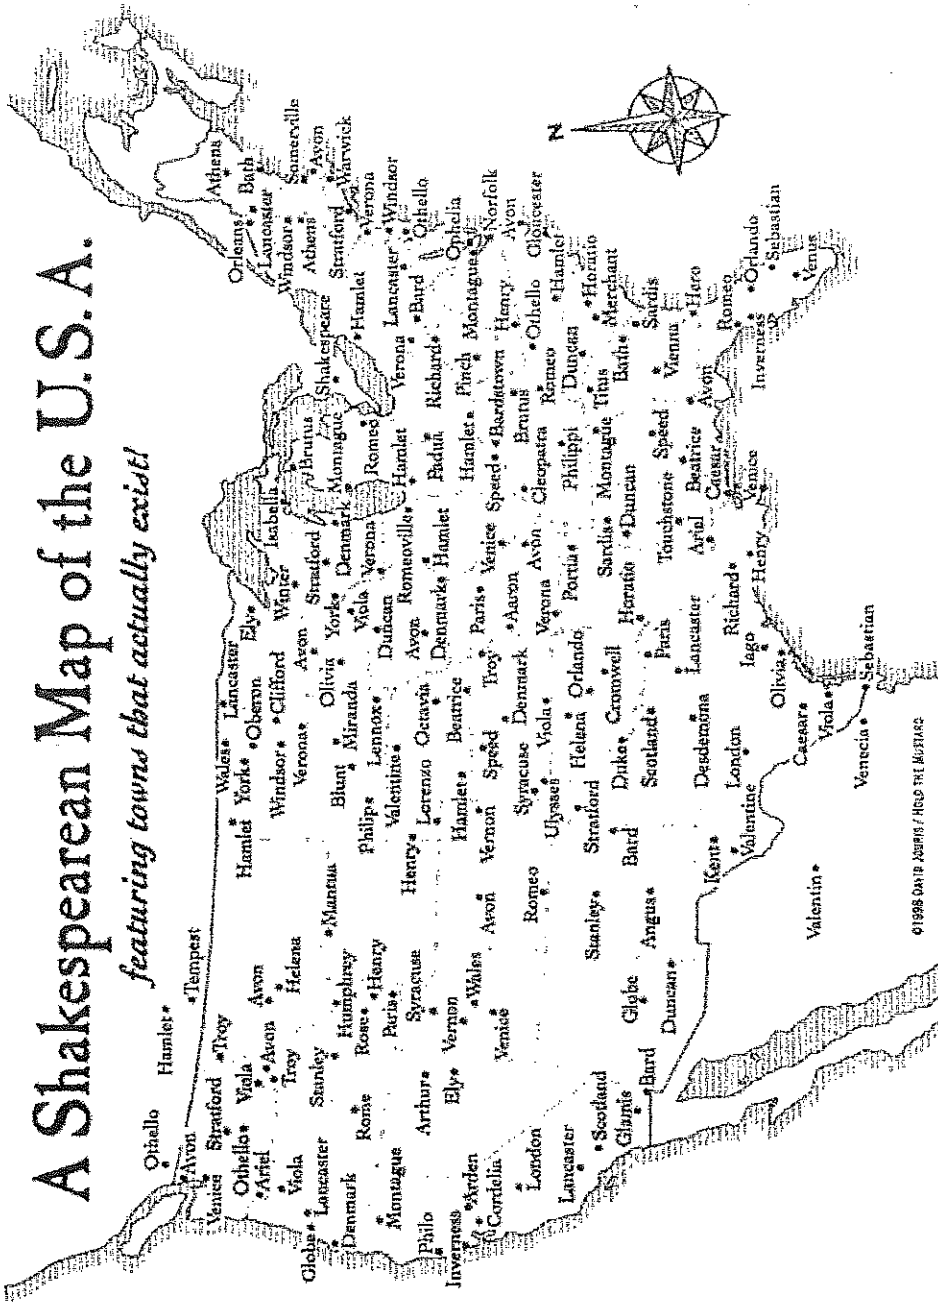 A Shakespearean Map of the U.S.A.
featuring towns that actually exist!
Othello
Hamlet
Tempest
Avon
Venice
Stratford
Troy
Othello
Viola
Avon
Avon
Ariel
Troy
Helena
Viola
Lancaster
Stanley
Mantua
Globe
Denmark
Humphrey
Rome
Rose
Henry
Montague
Paris
Philo
Arthur
Syracuse
Inverness
Arden
Ely
Vernon
Wales
Cordelia
Venice
Avon
London
Romeo
Lancaster
Scotland
Stanley
Glamis
Bard
Globe
Angus
Duncan
Wales
Lancaster
Hamlet
York
Oberon
Ely
Windsor
Clifford
Winter
Isabella
Verona
Avon
Stratford
Brutus
Blunt
Olivia
York
Denmark
Montague
Shakespeare
Miranda
Viola
Philip
Lennox
Duncan
Verona
Romeo
Valentine
Avon
Romeoville
Hamlet
Henry
Lorenzo
Octavia
Denmark
Hamlet
Padua
Richard
Hamlet
Beatrice
Paris
Hamlet
Pinch
Montague
Vernon
Speed
Troy
Venice
Speed
Bardstown
Henry
Syracuse
Denmark
Aaron
Avon
Brutus
Othello
Ulysses
Viola
Verona
Cleopatra
Romeo
Helena
Orlando
Portia
Philippi
Duncan
Stratford
Bard
Duke
Cromwell
Horatio
Sardis
Montague
Titus
Scotland
Paris
Duncan
Bath
Desdemona
Lancaster
Touchstone
Speed
Vienna
Kent
London
Richard
Ariel
Beatrice
Avon
Valentine
Iago
Henry
Caesar
Venice
Inverness
Romeo
Hero
Olivia
Caesar
Viola
Sebastian
Venecia
Valentin
Athens
Orleans
Bath
Lancaster
Windsor
Somerville
Athens
Avon
Stratford
Warwick
Hamlet
Verona
Lancaster
Windsor
Verona
Bard
Othello
Ophelia
Norfolk
Avon
Gloucester
Hamlet
Horatio
Merchant
Sardis
Orlando
Sebastian
Venus
N
©1998 DAVID JOURIS / HOLD THE MUSTARD